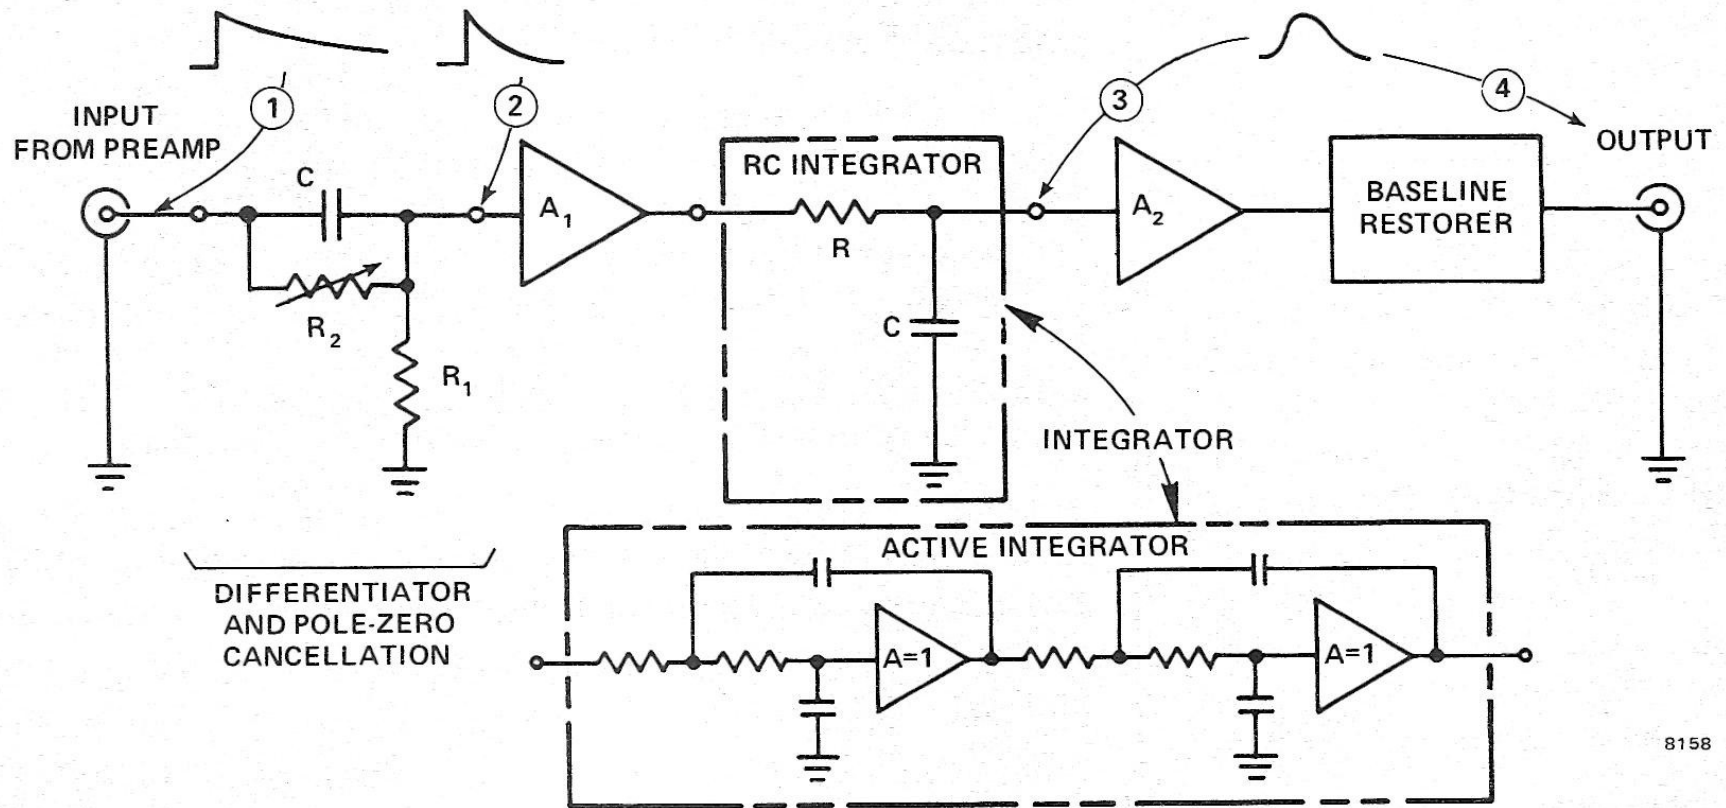 1
2
3
4
INPUT
FROM PREAMP
OUTPUT
C
R2
R1
A1
RC INTEGRATOR
R
C
A2
BASELINE
RESTORER
INTEGRATOR
DIFFERENTIATOR
AND POLE-ZERO
CANCELLATION
ACTIVE INTEGRATOR
A=1
A=1
8158